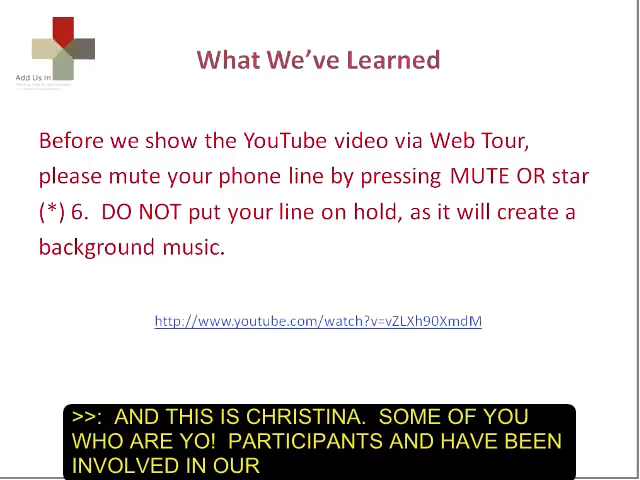 What We’ve Learned
Add Us In
Before we show the YouTube video via Web Tour,
please mute your phone line by pressing MUTE OR star
(*) 6.  DO NOT put your line on hold, as it will create a
background music.
http://www.youtube.com/watch?v=vZLXh90XmdM
>>:  AND THIS IS CHRISTINA.  SOME OF YOU
WHO ARE YO!  PARTICIPANTS AND HAVE BEEN
INVOLVED IN OUR